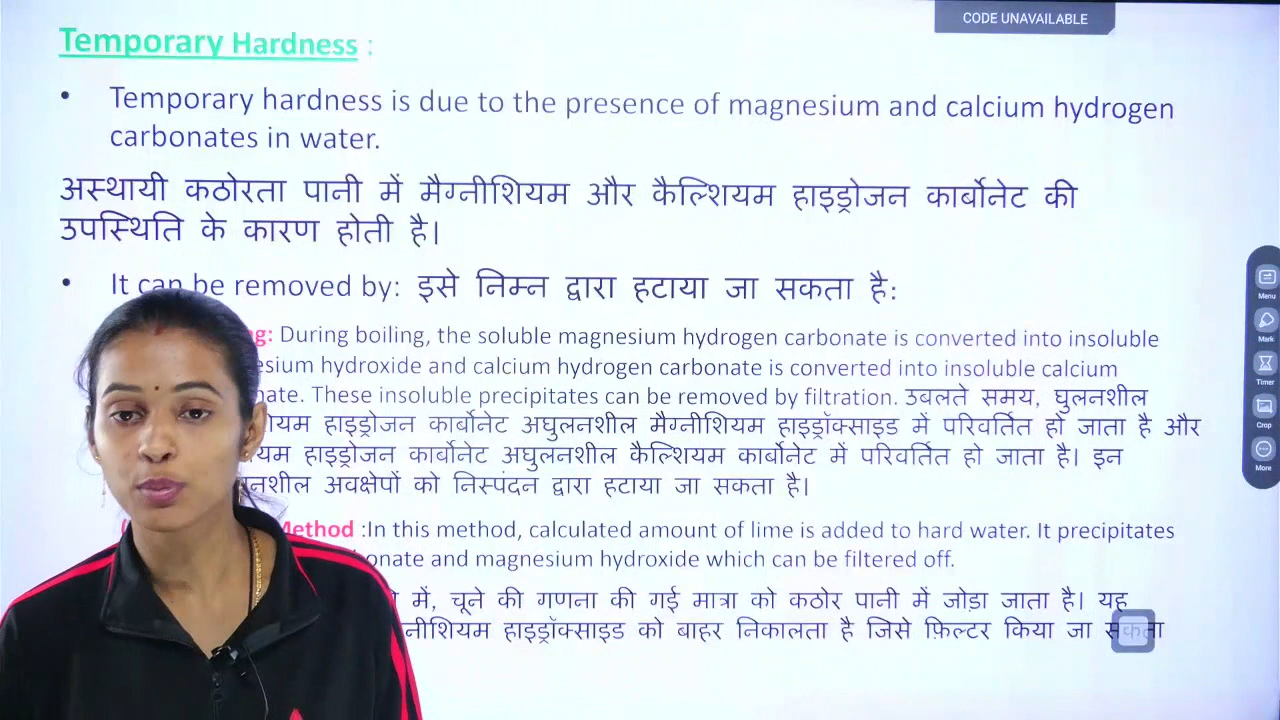 CODE UNAVAILABLE
Temporary Hardness :
• Temporary hardness is due to the presence of magnesium and calcium hydrogen
carbonates in water.
अस्थायी कठोरता पानी में मैग्नीशियम और कैल्शियम हाइड्रोजन कार्बोनेट की
उपस्थिति के कारण होती है।
• It can be removed by: इसे निम्न द्वारा हटाया जा सकता है:
During boiling, the soluble magnesium hydrogen carbonate is converted into insoluble
hydroxide and calcium hydrogen carbonate is converted into insoluble calcium
These insoluble precipitates can be removed by filtration. उबलते समय, घुलनशील
हाइड्रोजन कार्बोनेट अघुलनशील मैग्नीशियम हाइड्रॉक्साइड में परिवर्तित हो जाता है और
हाइड्रोजन कार्बोनेट अघुलनशील कैल्शियम कार्बोनेट में परिवर्तित हो जाता है। इन
अवक्षेपों को निस्पंदन द्वारा हटाया जा सकता है।
Method :In this method, calculated amount of lime is added to hard water. It precipitates
and magnesium hydroxide which can be filtered off.
में, चूने की गणना की गई मात्रा को कठोर पानी में जोड़ा जाता है। यह
हाइड्रॉक्साइड को बाहर निकालता है जिसे फ़िल्टर किया जा सकता
Menu
Mark
Timer
Crop
More